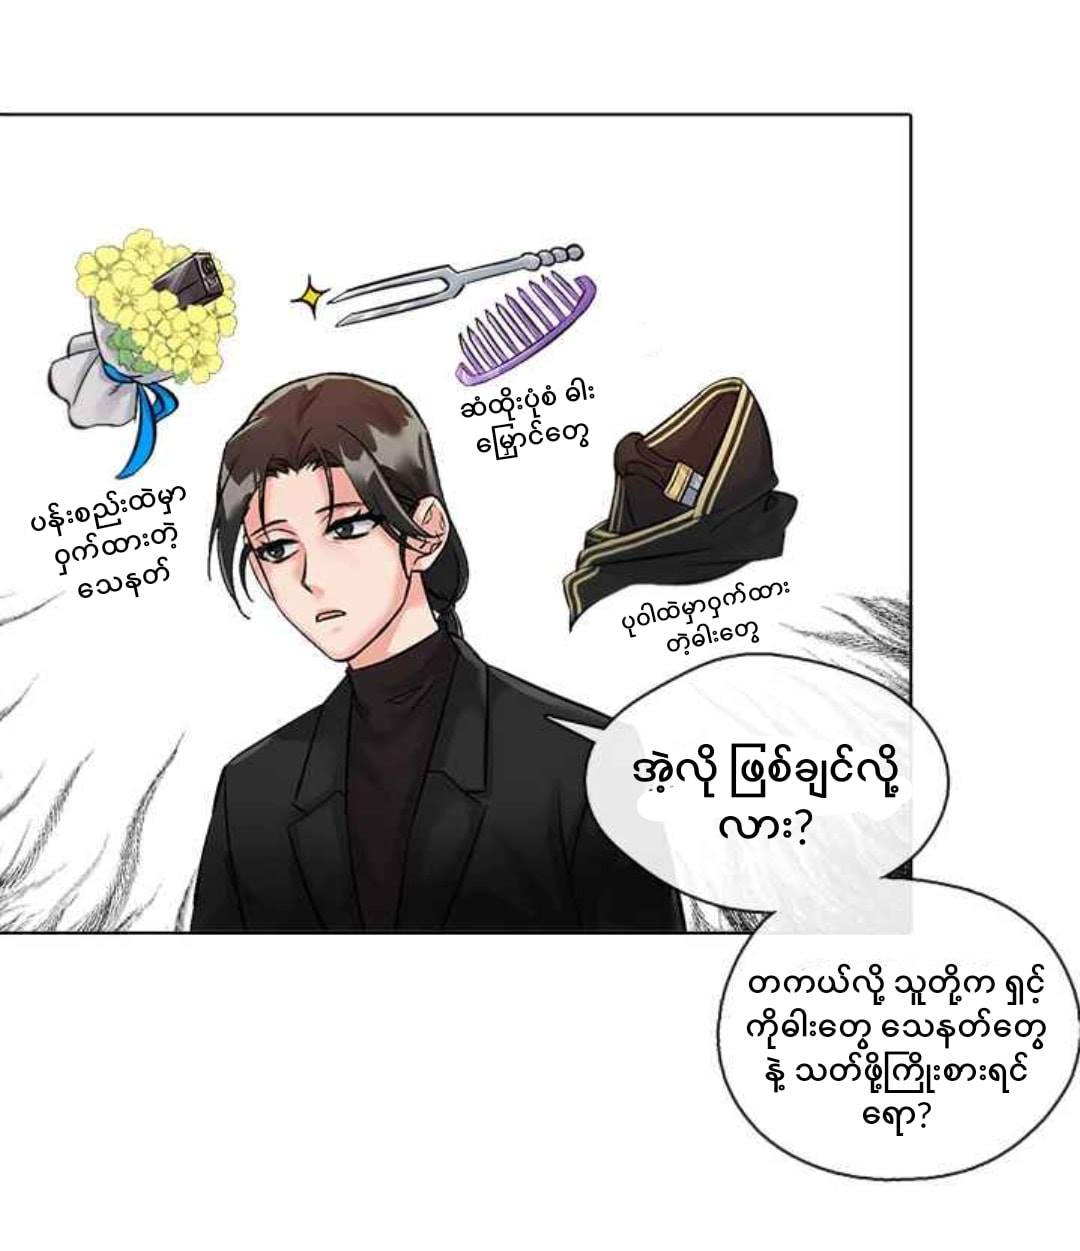 ပန်းစည်းထဲမှာ
ဝှက်ထားတဲ့
သေနတ်
ဆံထိုးပုံစံ ဓါး
မြှောင်တွေ
ပုဝါထဲမှာဝှက်ထား
တဲ့ဓါးတွေ
အဲ့လို ဖြစ်ချင်လို့
လား?
တကယ်လို့ သူတို့က ရှင့်
ကိုဓါးတွေ သေနတ်တွေ
နဲ့ သတ်ဖို့ကြိုးစားရင်
ရော?